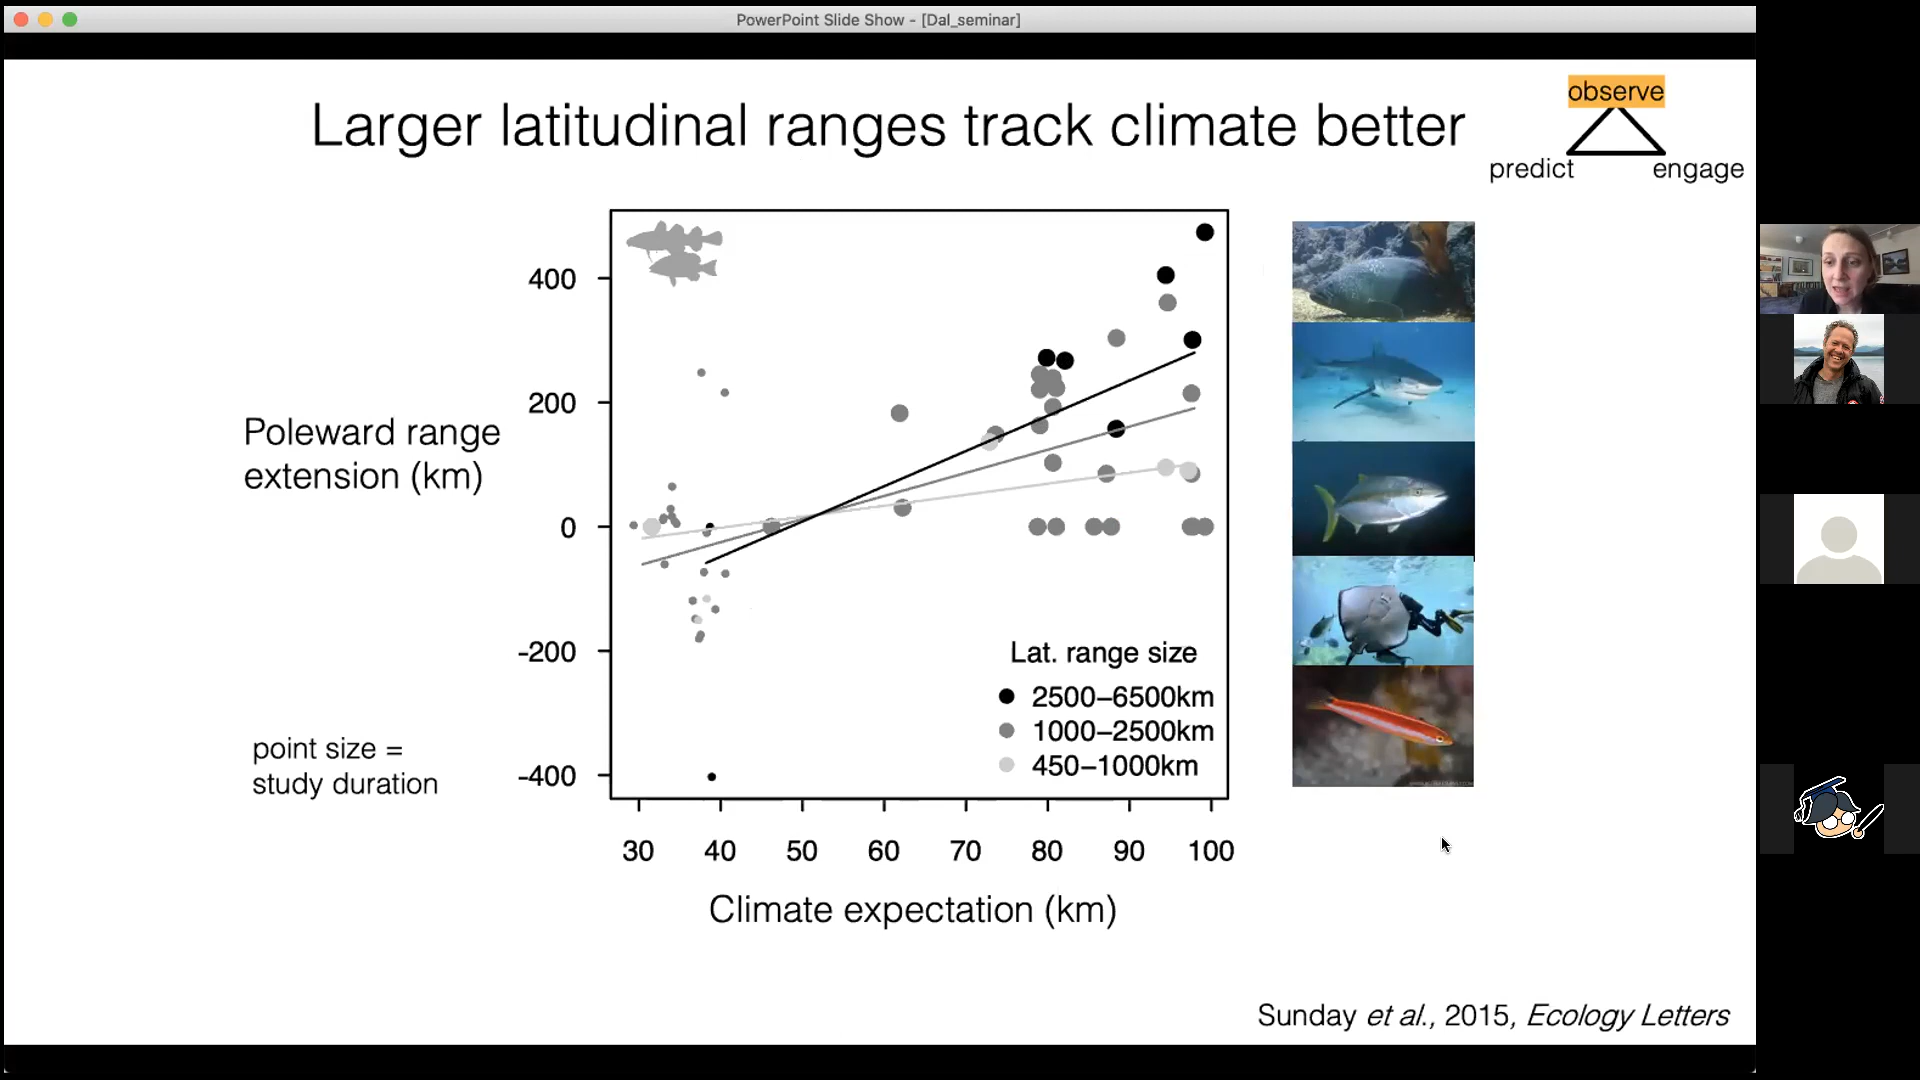 PowerPoint Slide Show - [Dal_seminar]
Larger latitudinal ranges track climate better
observe
predict
engage
Poleward range
extension (km)
point size =
study duration
400
200
0
-200
-400
Lat. range size
2500–6500km
1000–2500km
450–1000km
30 40 50 60 70 80 90 100
Climate expectation (km)
Sunday et al., 2015, Ecology Letters